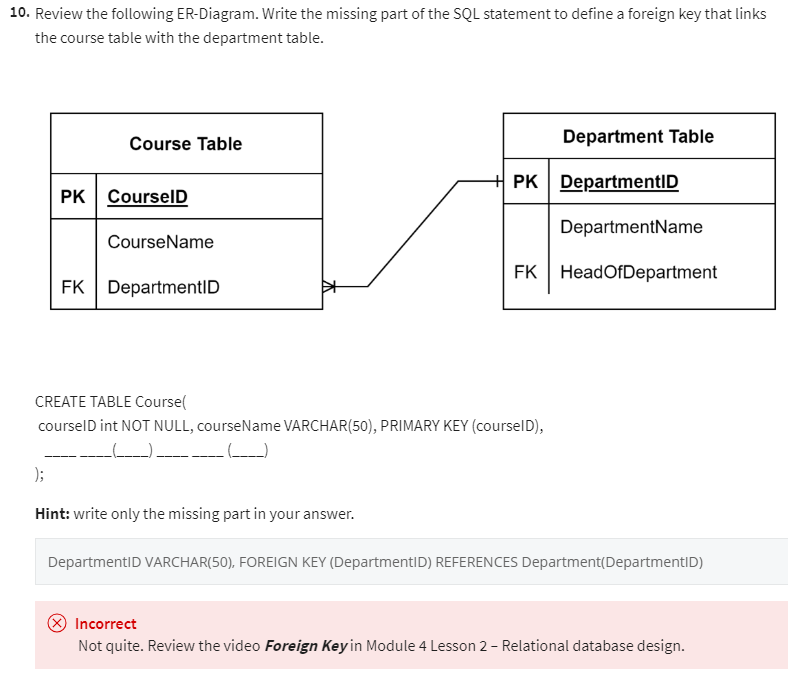 10. Review the following ER-Diagram. Write the missing part of the SQL statement to define a foreign key that links
the course table with the department table.
Course Table
PK CourseID
CourseName
FK DepartmentID
Department Table
PK DepartmentID
DepartmentName
FK HeadOfDepartment
CREATE TABLE Course(
courseID int NOT NULL, courseName VARCHAR(50), PRIMARY KEY (courseID),
____ ____(____) ____ ____ (____)
);
Hint: write only the missing part in your answer.
DepartmentID VARCHAR(50), FOREIGN KEY (DepartmentID) REFERENCES Department(DepartmentID)
Incorrect
Not quite. Review the video Foreign Key in Module 4 Lesson 2 – Relational database design.